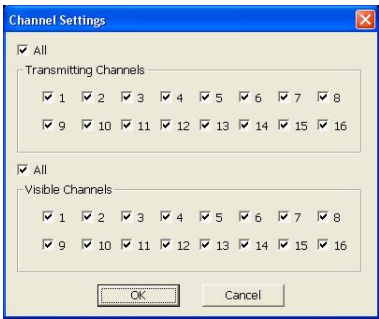 Channel Settings
All
Transmitting Channels
1 2 3 4 5 6 7 8
9 10 11 12 13 14 15 16
All
Visible Channels
1 2 3 4 5 6 7 8
9 10 11 12 13 14 15 16
OK Cancel